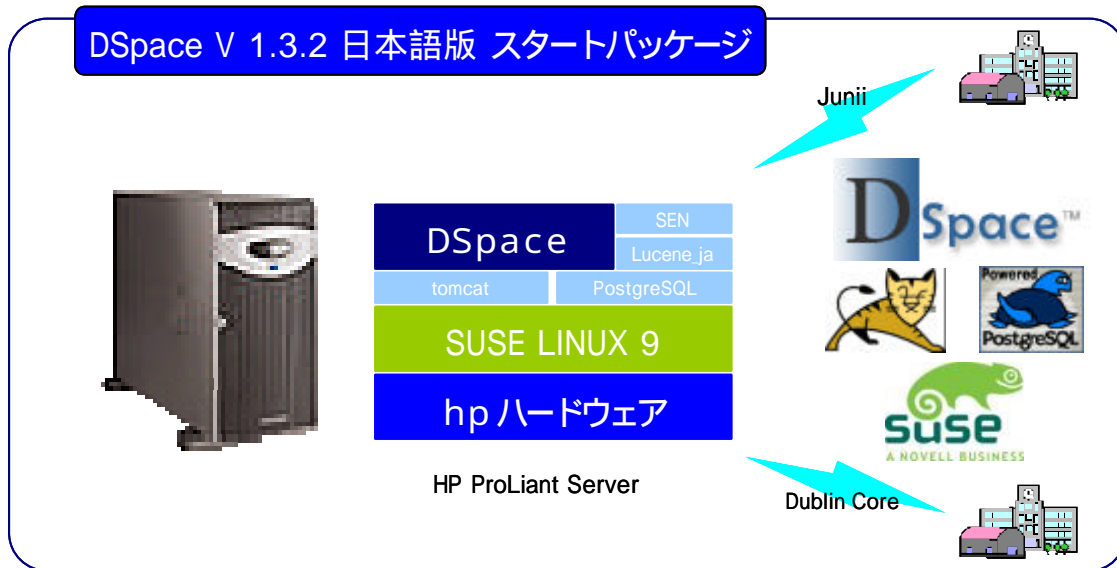 DSpace V 1.3.2 日本語版 スタートパッケージ
Junii
DSpace™
DSpace
SEN
Lucene_ja
tomcat
PostgreSQL
SUSE LINUX 9
hp ハードウェア
HP ProLiant Server
Powered
PostgreSQL
SUSE
A NOVELL BUSINESS
Dublin Core